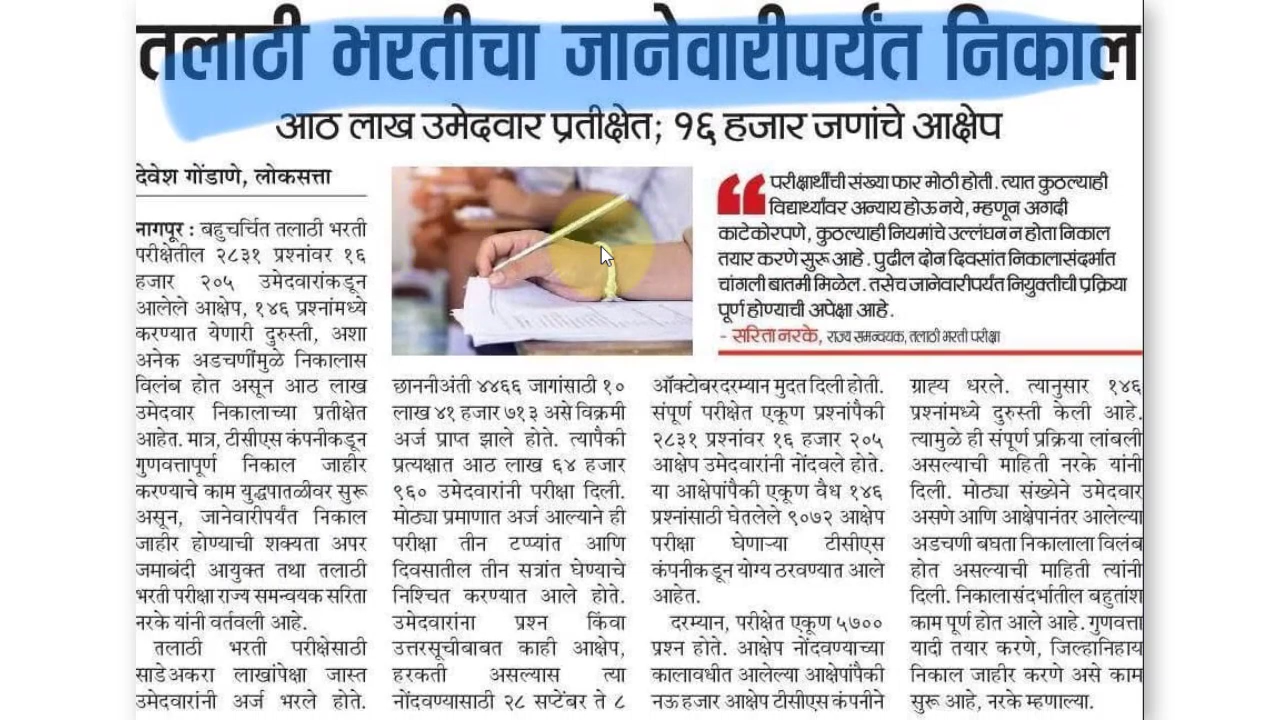 तलाठी भरतीचा जानेवारीपर्यंत निकाल
आठ लाख उमेदवार प्रतीक्षेत; १६ हजार जणांचे आक्षेप
देवेश गोंडाणे, लोकसत्ता
नागपूर : बहुचर्चित तलाठी भरती
परीक्षेतील २८३१ प्रश्नांवर १६
हजार २०५ उमेदवारांकडून
आलेले आक्षेप, १४६ प्रश्नांमध्ये
करण्यात येणारी दुरुस्ती, अशा
अनेक अडचणींमुळे निकालास
विलंब होत असून आठ लाख
उमेदवार निकालाच्या प्रतीक्षेत
आहेत. मात्र, टीसीएस कंपनीकडून
गुणवत्तापूर्ण निकाल जाहीर
करण्याचे काम युद्धपातळीवर सुरू
असून, जानेवारीपर्यंत निकाल
जाहीर होण्याची शक्यता अपर
जमाबंदी आयुक्त तथा तलाठी
भरती परीक्षा राज्य समन्वयक सरिता
नरके यांनी वर्तवली आहे.
तलाठी भरती परीक्षेसाठी
साडेअकरा लाखांपेक्षा जास्त
उमेदवारांनी अर्ज भरले होते.
छाननीअंती ४४६६ जागांसाठी १०
लाख ४१ हजार ७१३ असे विक्रमी
अर्ज प्राप्त झाले होते. त्यापैकी
प्रत्यक्षात आठ लाख ६४ हजार
९६० उमेदवारांनी परीक्षा दिली.
मोठ्या प्रमाणात अर्ज आल्याने ही
परीक्षा तीन टप्प्यांत आणि
दिवसातील तीन सत्रांत घेण्याचे
निश्चित करण्यात आले होते.
उमेदवारांना प्रश्न किंवा
उत्तरसूचीबाबत काही आक्षेप,
हरकती असल्यास त्या
नोंदवण्यासाठी २८ सप्टेंबर ते ८
परीक्षार्थींची संख्या फार मोठी होती. त्यात कुठल्याही
विद्यार्थ्यांवर अन्याय होऊ नये, म्हणून अगदी
काटेकोरपणे, कुठल्याही नियमांचे उल्लंघन न होता निकाल
तयार करणे सुरू आहे. पुढील दोन दिवसांत निकालासंदर्भात
चांगली बातमी मिळेल. तसेच जानेवारीपर्यंत नियुक्तीची प्रक्रिया
पूर्ण होण्याची अपेक्षा आहे.
- सरिता नरके, राज्य समन्वयक, तलाठी भरती परीक्षा
ऑक्टोबरदरम्यान मुदत दिली होती.
संपूर्ण परीक्षेत एकूण प्रश्नांपैकी
२८३१ प्रश्नांवर १६ हजार २०५
आक्षेप उमेदवारांनी नोंदवले होते.
या आक्षेपांपैकी एकूण वैध १४६
प्रश्नांसाठी घेतलेले ९०७२ आक्षेप
परीक्षा घेणाऱ्या टीसीएस
कंपनीकडून योग्य ठरवण्यात आले
आहेत.
दरम्यान, परीक्षेत एकूण ५७००
प्रश्न होते. आक्षेप नोंदवण्याच्या
कालावधीत आलेल्या आक्षेपांपैकी
नऊ हजार आक्षेप टीसीएस कंपनीने
ग्राह्य धरले. त्यानुसार १४६
प्रश्नांमध्ये दुरुस्ती केली आहे.
त्यामुळे ही संपूर्ण प्रक्रिया लांबली
असल्याची माहिती नरके यांनी
दिली. मोठ्या संख्येने उमेदवार
असणे आणि आक्षेपानंतर आलेल्या
अडचणी बघता निकालाला विलंब
होत असल्याची माहिती त्यांनी
दिली. निकालासंदर्भातील बहुतांश
काम पूर्ण होत आले आहे. गुणवत्ता
यादी तयार करणे, जिल्हानिहाय
निकाल जाहीर करणे असे काम
सुरू आहे, नरके म्हणाल्या.